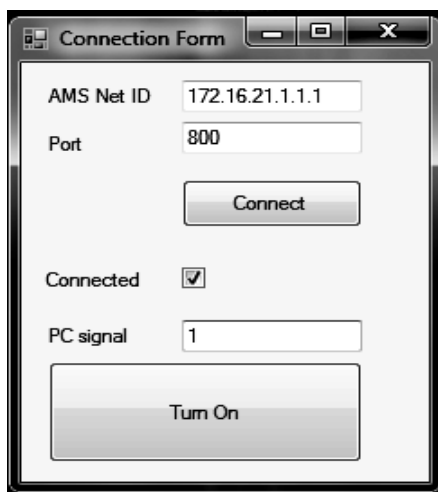 Connection Form
AMS Net ID 172.16.21.1.1.1
Port 800
Connect
Connected
PC signal 1
Turn On